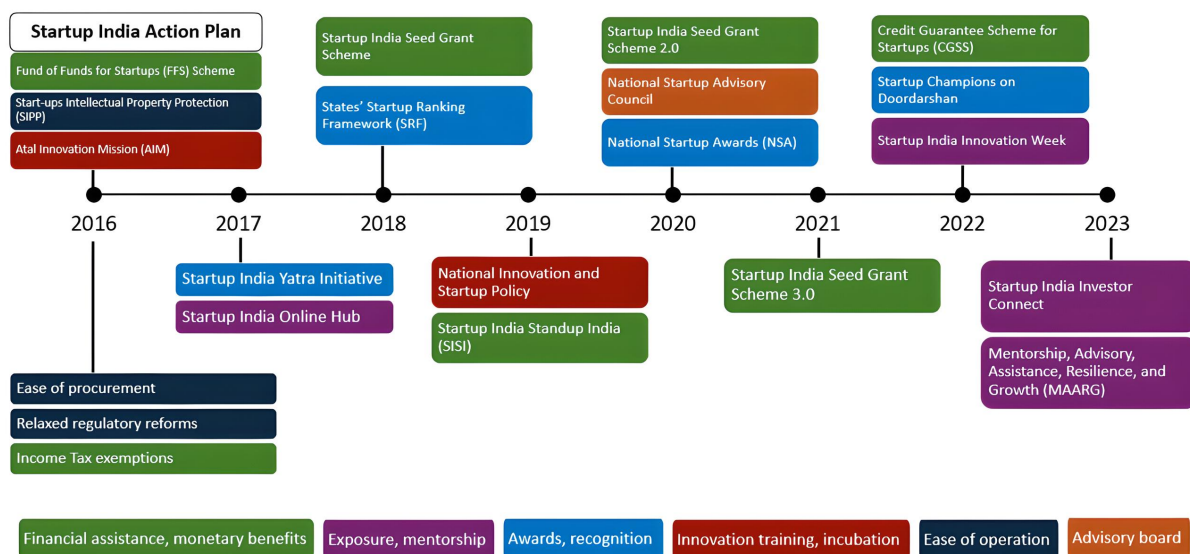 Startup India Action Plan
Fund of Funds for Startups (FFS) Scheme
Start-ups Intellectual Property Protection
(SIPP)
Atal Innovation Mission (AIM)
Startup India Seed Grant
Scheme
States' Startup Ranking
Framework (SRF)
Startup India Seed Grant
Scheme 2.0
National Startup Advisory
Council
National Startup Awards (NSA)
Credit Guarantee Scheme for
Startups (CGSS)
Startup Champions on
Doordarshan
Startup India Innovation Week
2016
2017
2018
2019
2020
2021
2022
2023
Startup India Yatra Initiative
Startup India Online Hub
National Innovation and
Startup Policy
Startup India Standup India
(SISI)
Startup India Seed Grant
Scheme 3.0
Startup India Investor
Connect
Mentorship, Advisory,
Assistance, Resilience, and
Growth (MAARG)
Ease of procurement
Relaxed regulatory reforms
Income Tax exemptions
Financial assistance, monetary benefits
Exposure, mentorship
Awards, recognition
Innovation training, incubation
Ease of operation
Advisory board